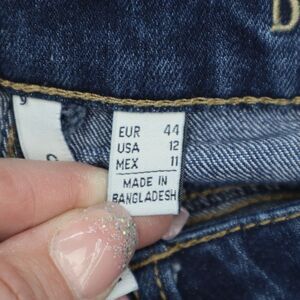 EUR 44
USA 12
MEX 11
MADE IN
BANGLADESH